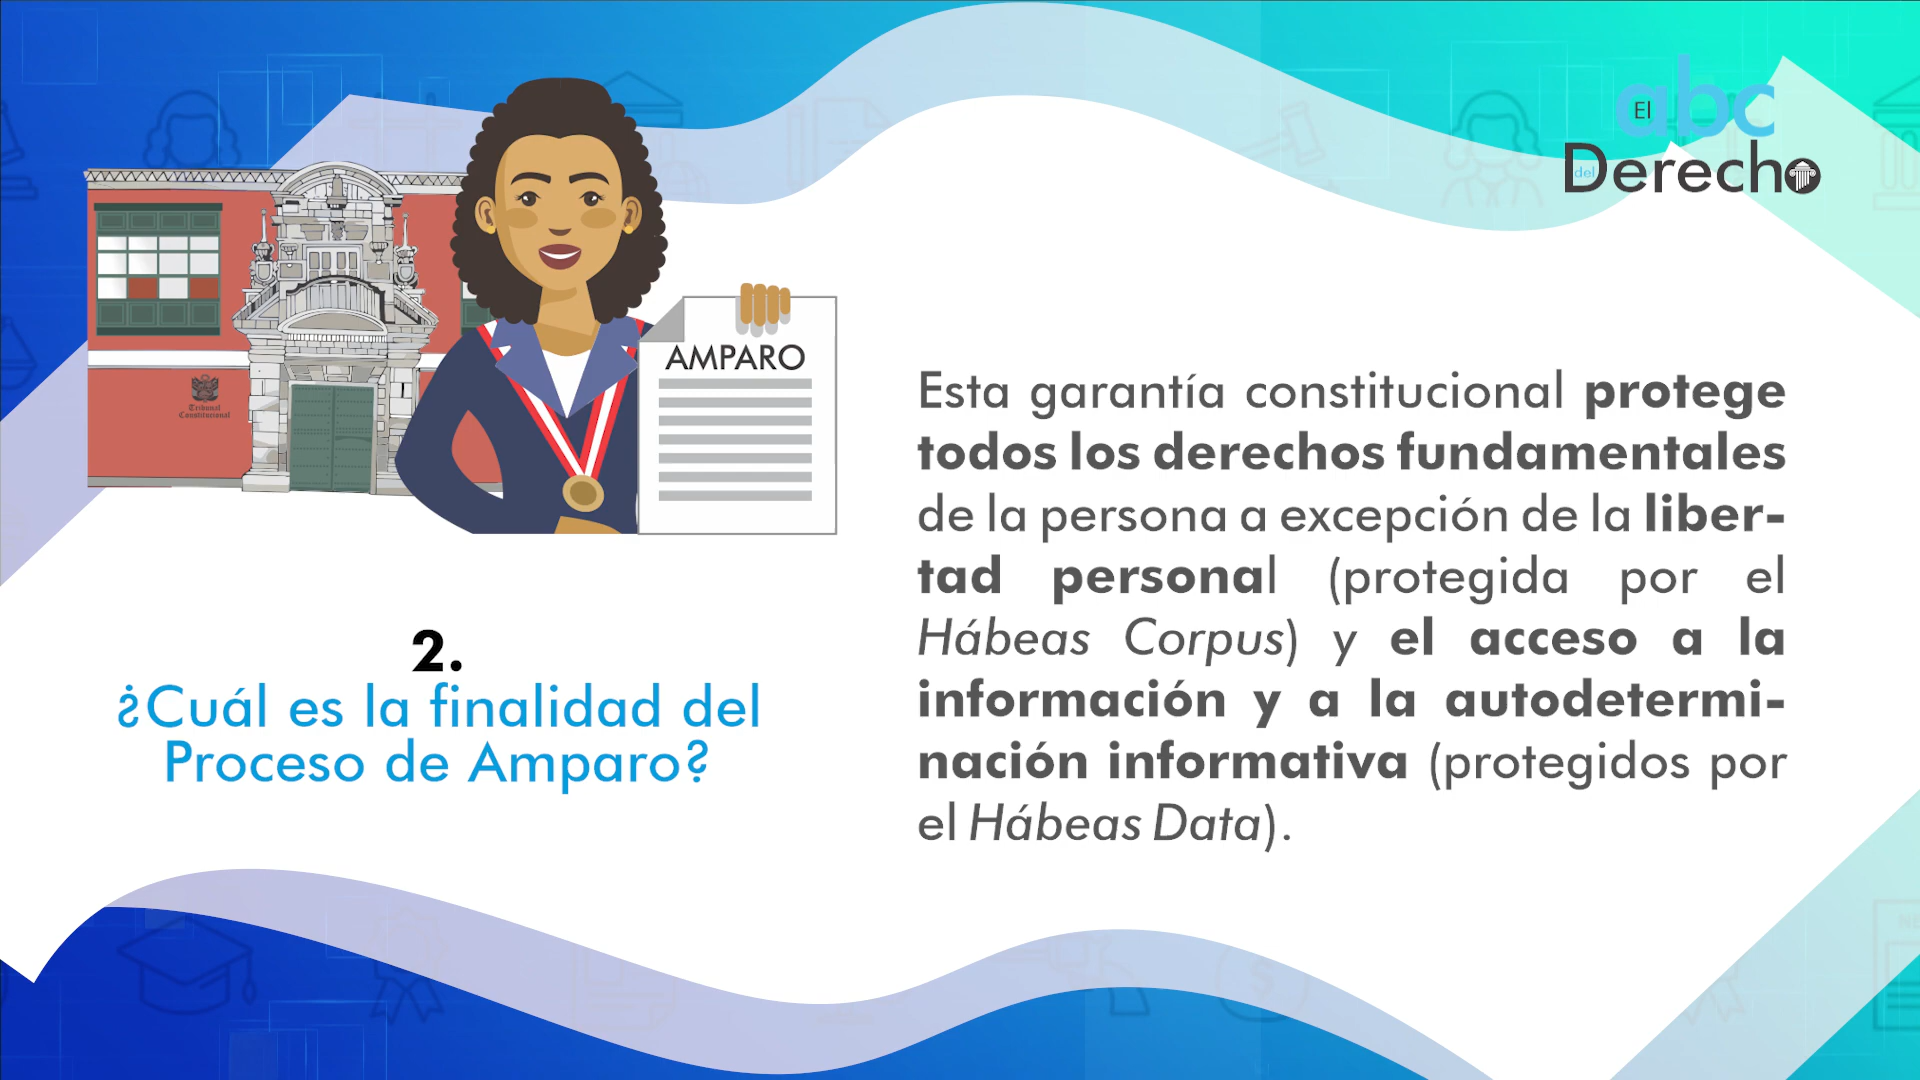 El abc
del Derecho
Tribunal
Constitucional
AMPARO
2.
¿Cuál es la finalidad del
Proceso de Amparo?
Esta garantía constitucional protege
todos los derechos fundamentales
de la persona a excepción de la liber-
tad personal (protegida por el
Hábeas Corpus) y el acceso a la
información y a la autodetermi-
nación informativa (protegidos por
el Hábeas Data).